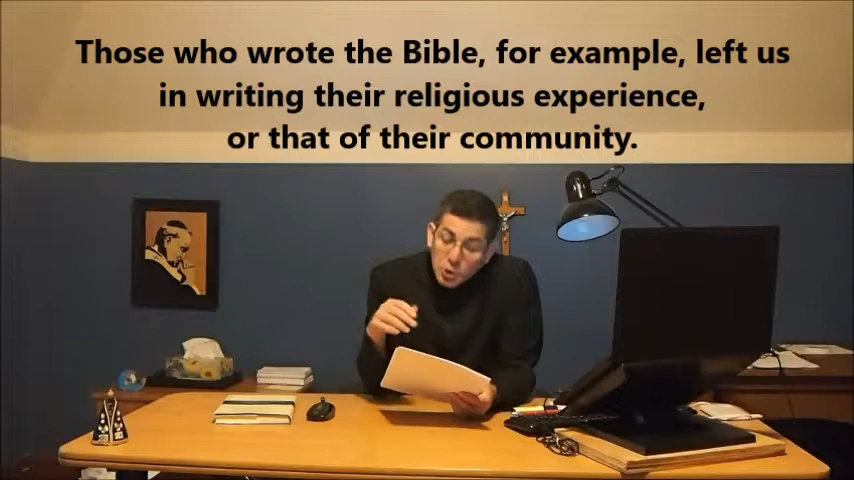 Those who wrote the Bible, for example, left us
in writing their religious experience,
or that of their community.